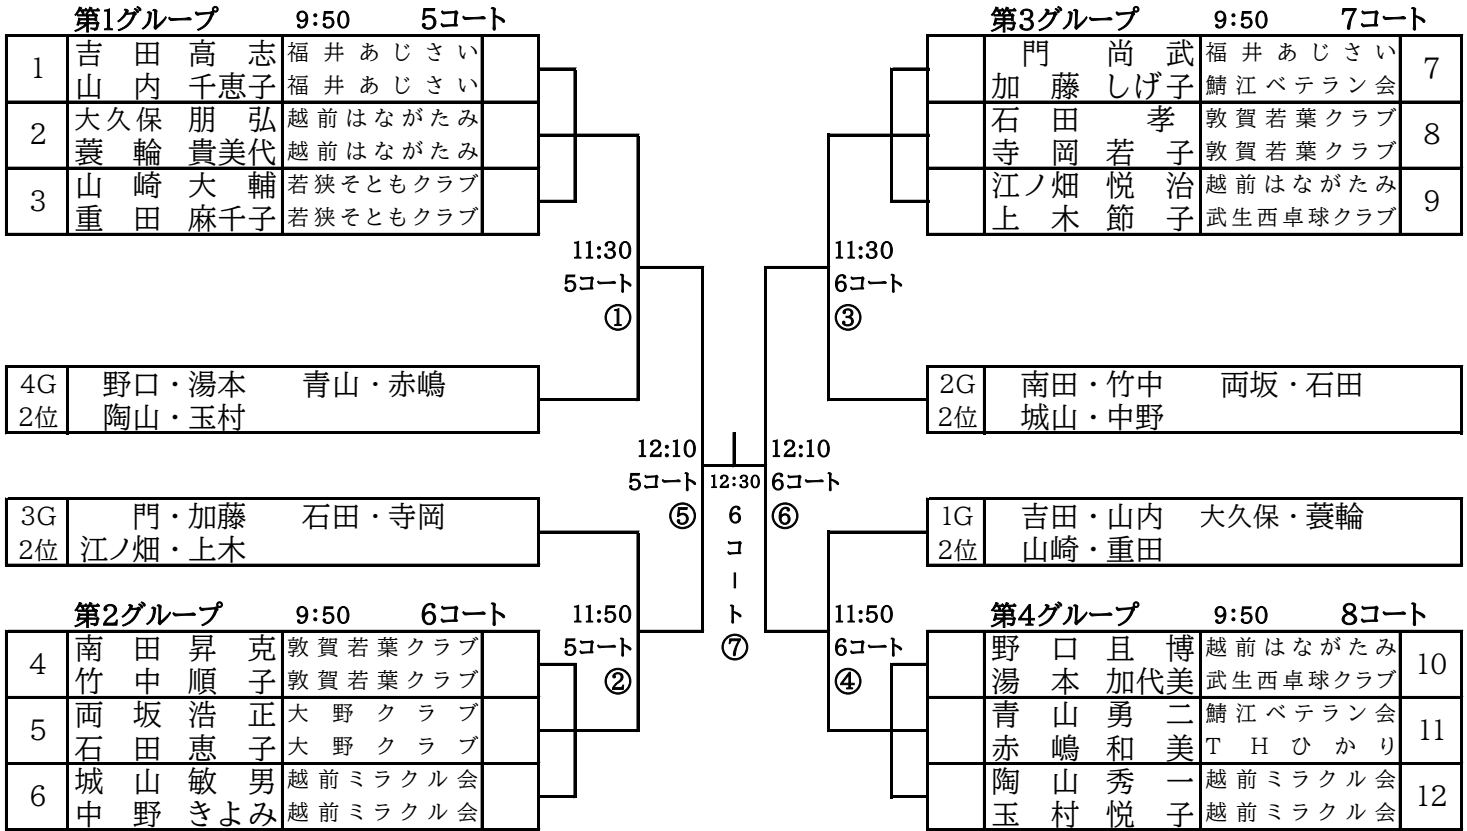 第1グループ 9:50 5コート
1 吉田高志 福井あじさい
山内千恵子 福井あじさい
2 大久保朋弘 越前はながたみ
蓑輪貴美代 越前はながたみ
3 山崎大輔 若狭そともクラブ
重田麻千子 若狭そともクラブ
11:30
5コート
①
4G 野口・湯本 青山・赤嶋
2位 陶山・玉村
12:10
5コート
⑤
3G 門・加藤 石田・寺岡
2位 江ノ畑・上木
第2グループ 9:50 6コート
11:50
5コート
②
4 南田昇克 敦賀若葉クラブ
竹中順子 敦賀若葉クラブ
5 両坂浩正 大野クラブ
石田恵子 大野クラブ
6 城山敏男 越前ミラクル会
中野きよみ 越前ミラクル会
12:30
6コート
⑦
第3グループ 9:50 7コート
門尚武 福井あじさい 7
加藤しげ子 鯖江ベテラン会
石田孝 敦賀若葉クラブ 8
寺岡若子 敦賀若葉クラブ
江ノ畑悦治 越前はながたみ 9
上木節子 武生西卓球クラブ
11:30
6コート
③
2G 南田・竹中 両坂・石田
2位 城山・中野
12:10
6コート
⑥
1G 吉田・山内 大久保・蓑輪
2位 山崎・重田
第4グループ 9:50 8コート
11:50
6コート
④
野口且博 越前はながたみ 10
湯本加代美 武生西卓球クラブ
青山勇二 鯖江ベテラン会 11
赤嶋和美 THひかり
陶山秀一 越前ミラクル会 12
玉村悦子 越前ミラクル会